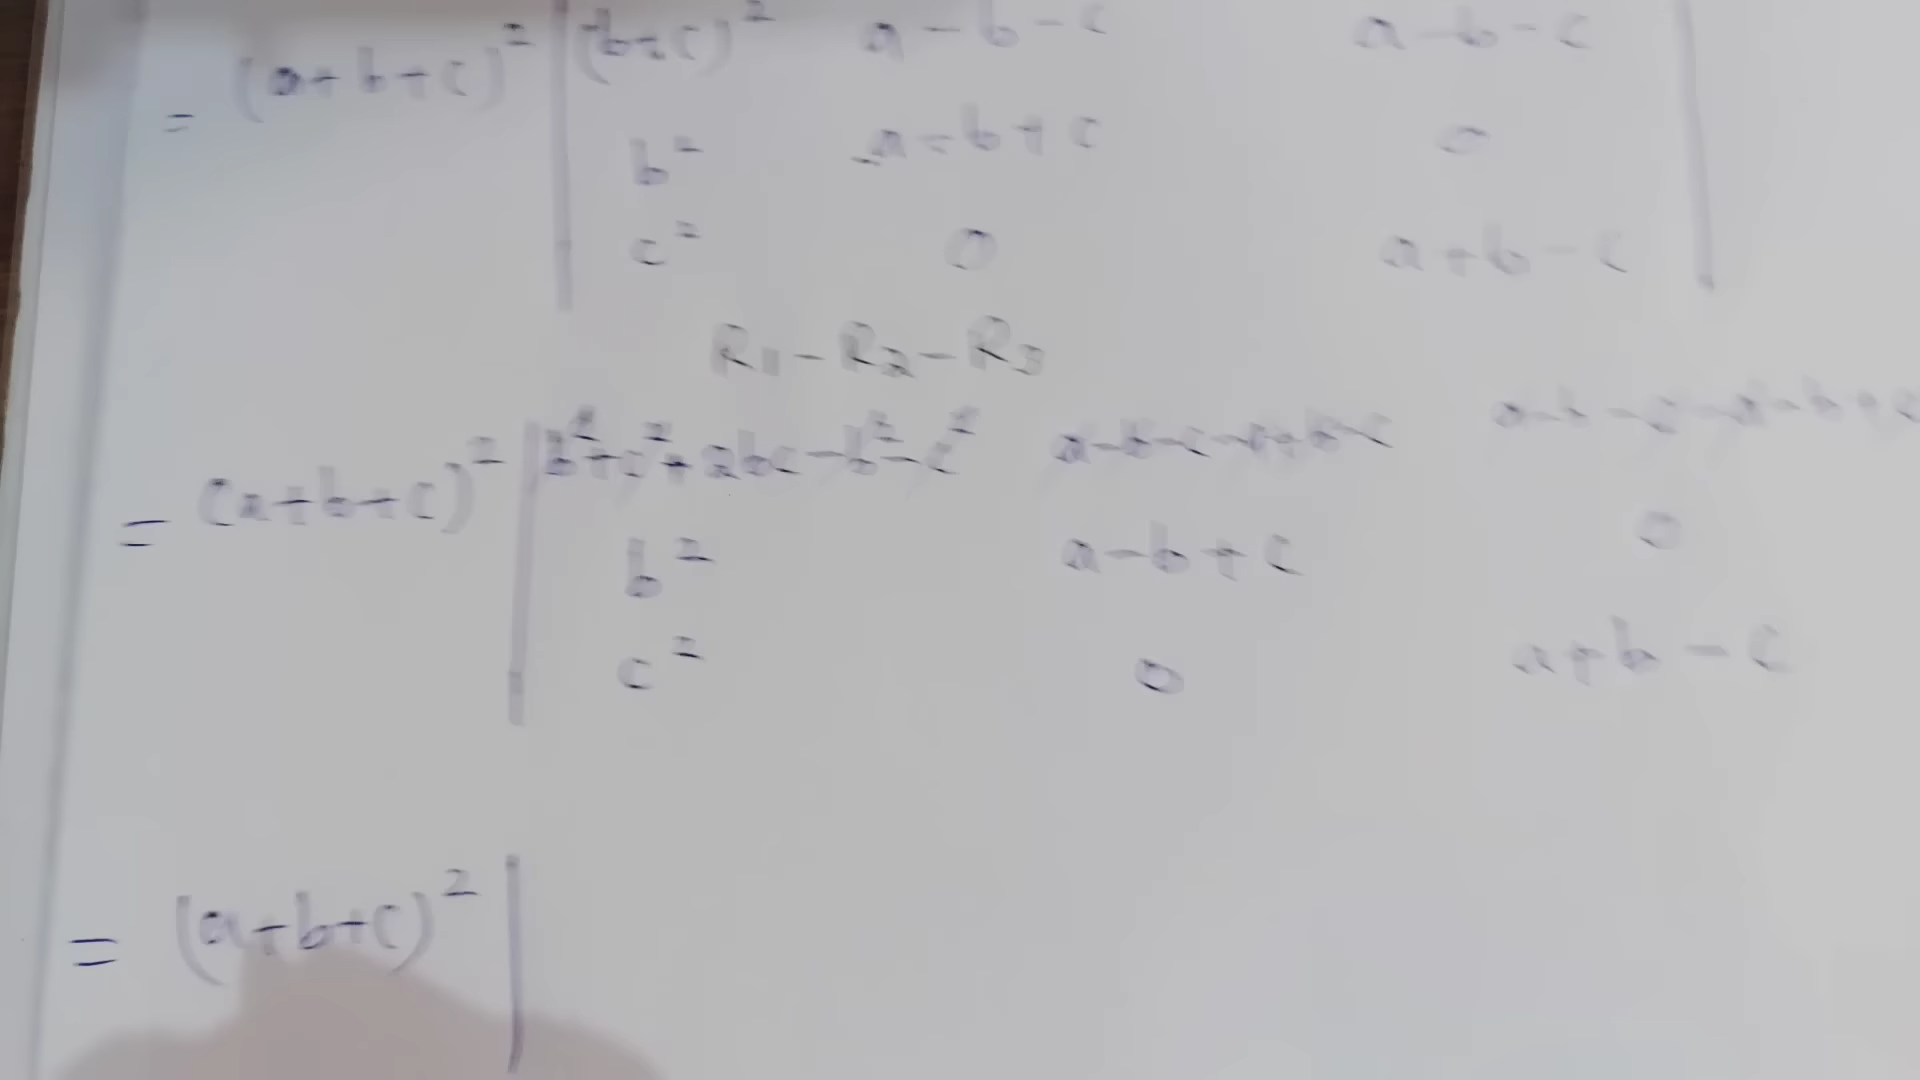 = (a+b+c)² | (b+c)² a-b-c a-b-c |
b² a-b+c 0
c² 0 a+b-c
R1-R2-R3
= (a+b+c)² | b²+c²+2bc-b²-c² a-b-c-a+b-c a-b-c-a-b+c
b² a-b+c 0
c² 0 a+b-c
= (a+b+c)² |